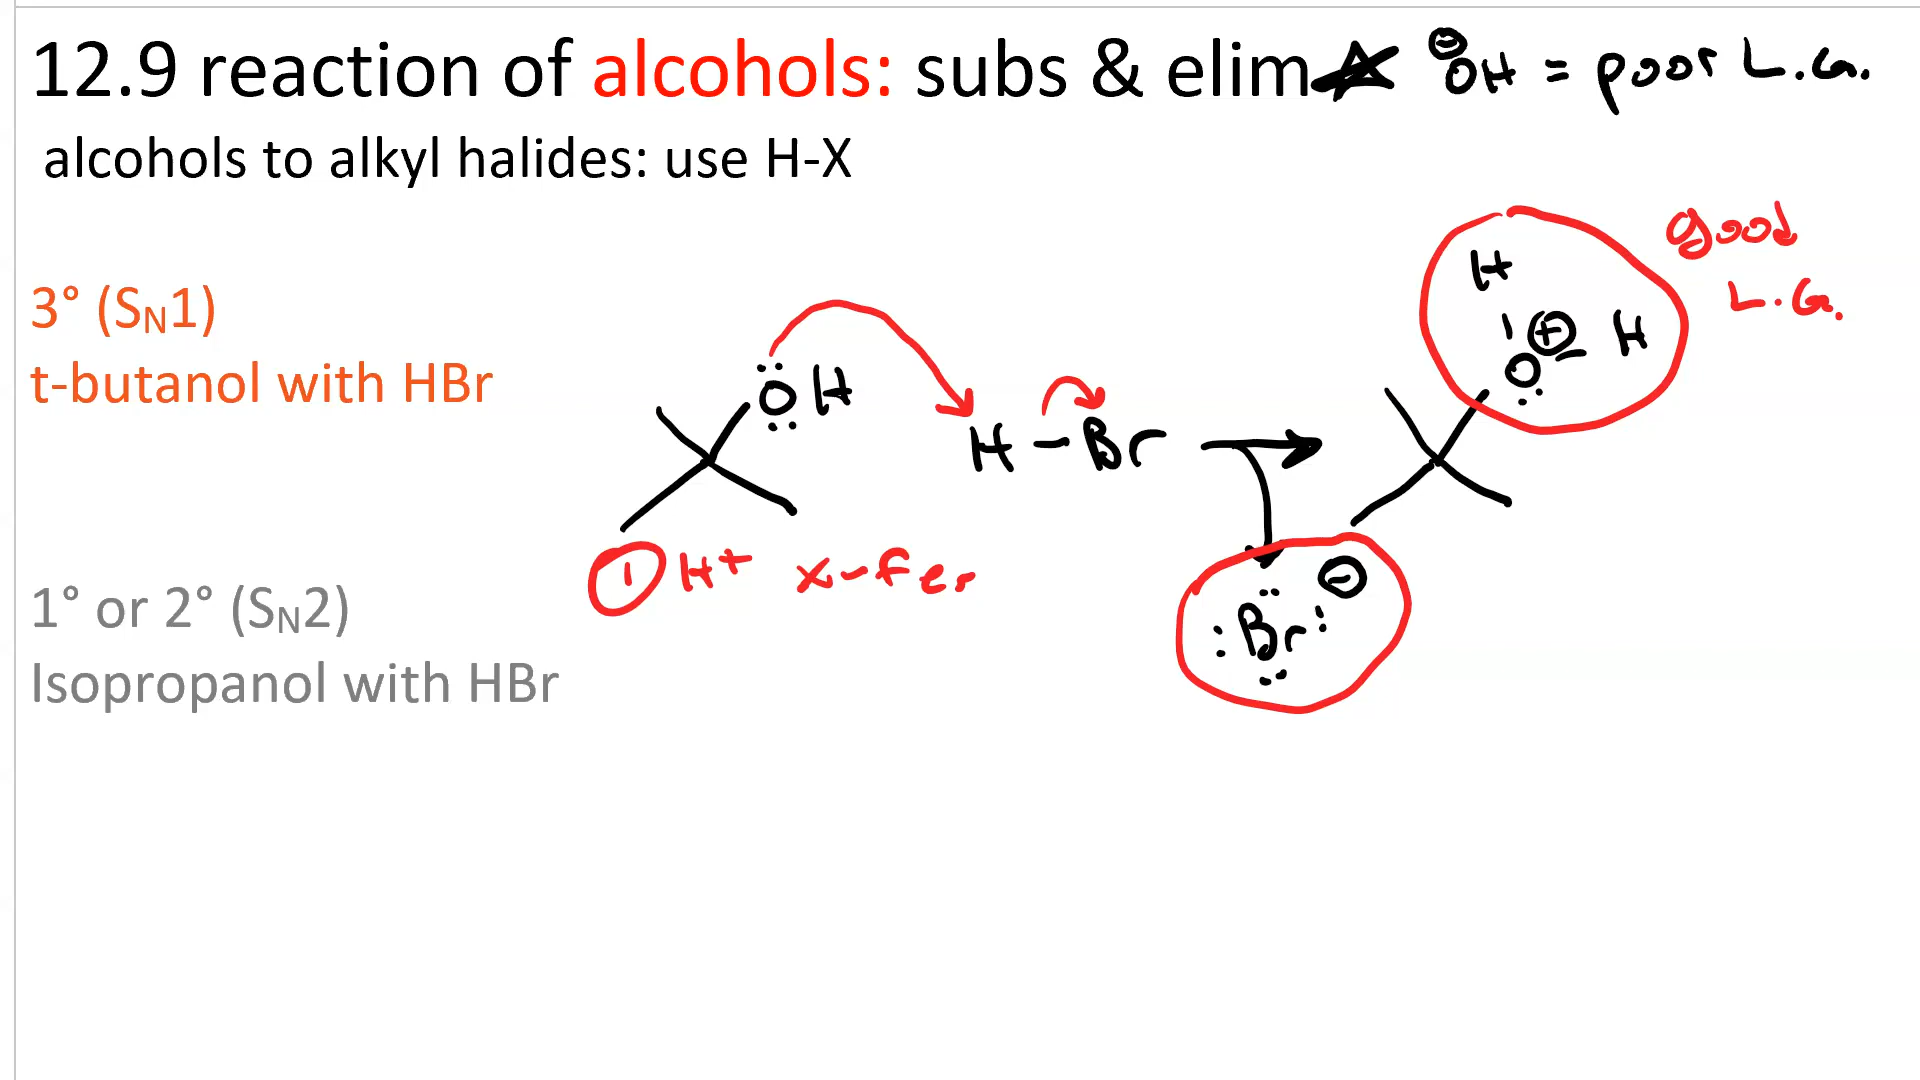 12.9 reaction of alcohols: subs & elim ★ ⊖OH = poor L.G.
alcohols to alkyl halides: use H-X
good
L.G.
3° (SN1)
t-butanol with HBr
OH
H-Br
H
O⊕ H
① H+ x-fer
:Br: ⊖
1° or 2° (SN2)
Isopropanol with HBr